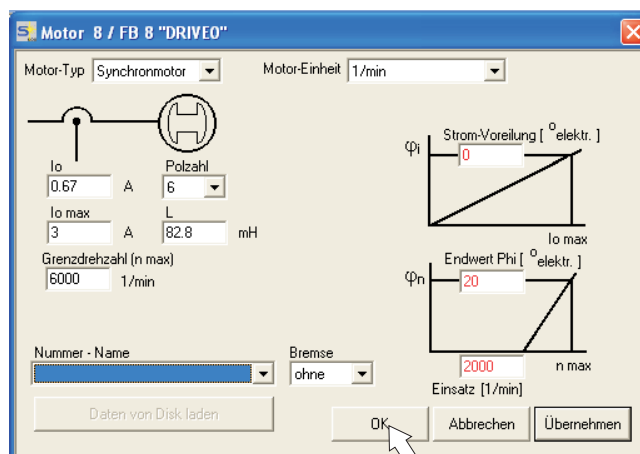 Motor 8 / FB 8 "DRIVE0"
Motor-Typ Synchronmotor Motor-Einheit 1/min
Io Polzahl
0.67 A 6
Io max L
3 A 82.8 mH
Grenzdrehzahl (n max)
6000 1/min
Strom-Voreilung [ °elektr. ]
φi 0
Io max
Endwert Phi [ °elektr. ]
φn 20
2000 n max
Einsatz [1/min]
Nummer - Name Bremse
ohne
Daten von Disk laden
OK Abbrechen Übernehmen